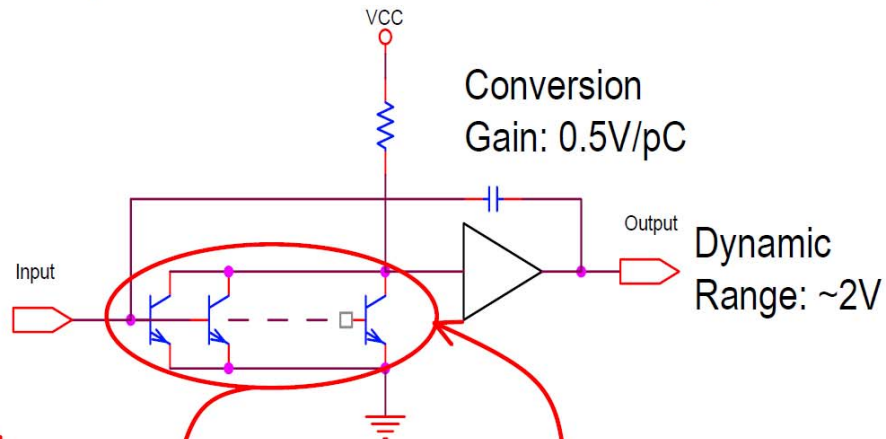 VCC
Conversion
Gain: 0.5V/pC
Output
Dynamic
Range: ~2V
Input